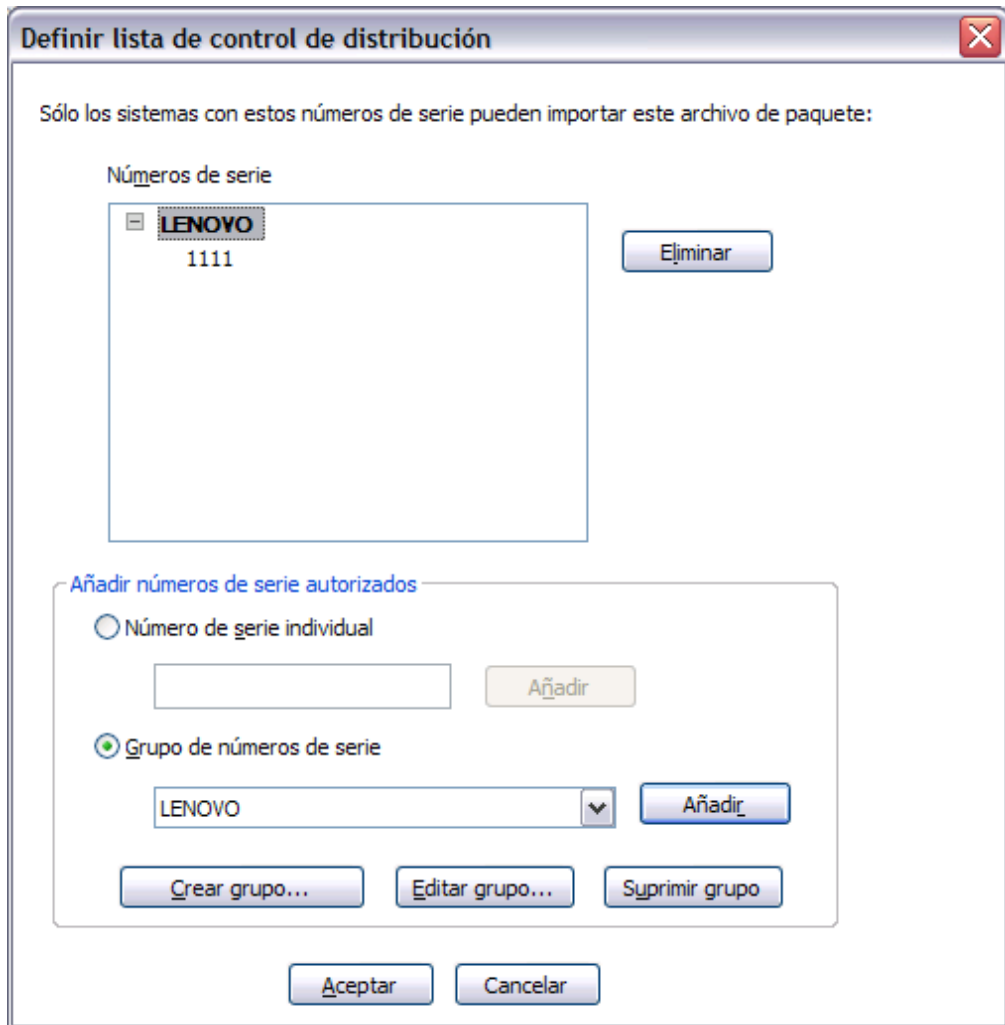 Definir lista de control de distribución
Sólo los sistemas con estos números de serie pueden importar este archivo de paquete:
Números de serie
LENOVO
1111
Eliminar
Añadir números de serie autorizados
Número de serie individual
Añadir
Grupo de números de serie
LENOVO
Añadir
Crear grupo...
Editar grupo...
Suprimir grupo
Aceptar
Cancelar